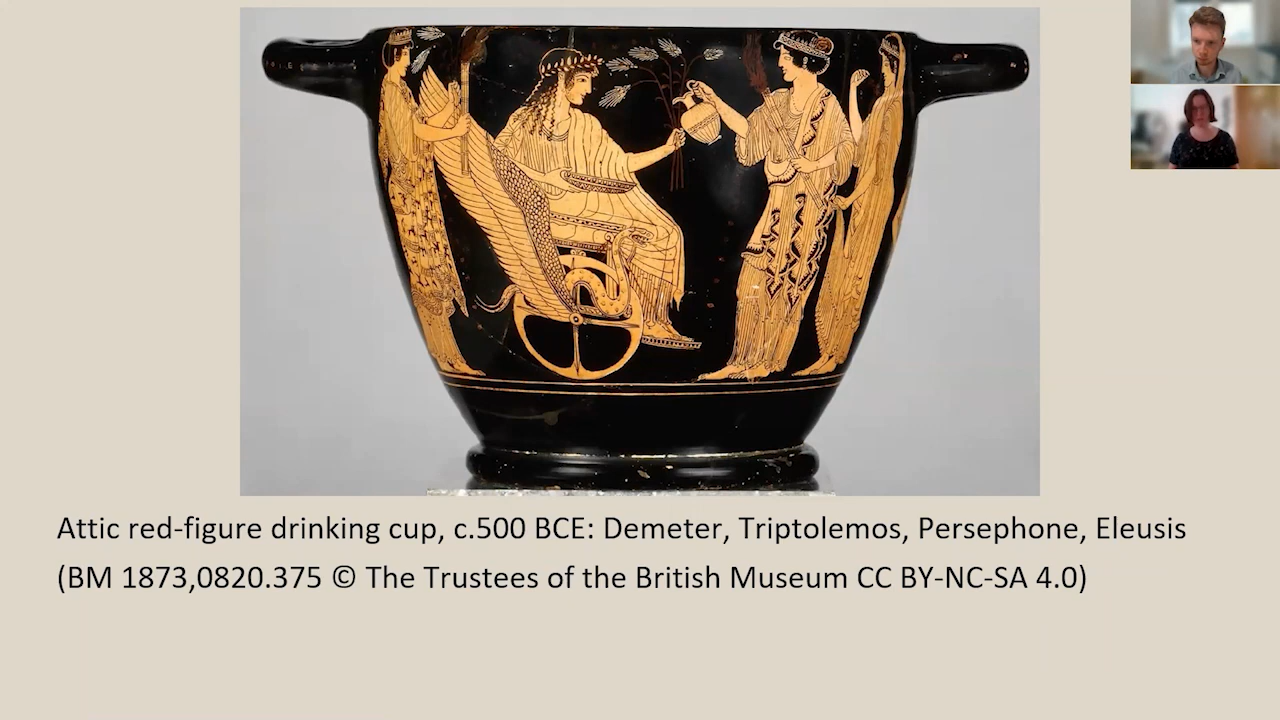 Attic red-figure drinking cup, c.500 BCE: Demeter, Triptolemos, Persephone, Eleusis
(BM 1873,0820.375 © The Trustees of the British Museum CC BY-NC-SA 4.0)